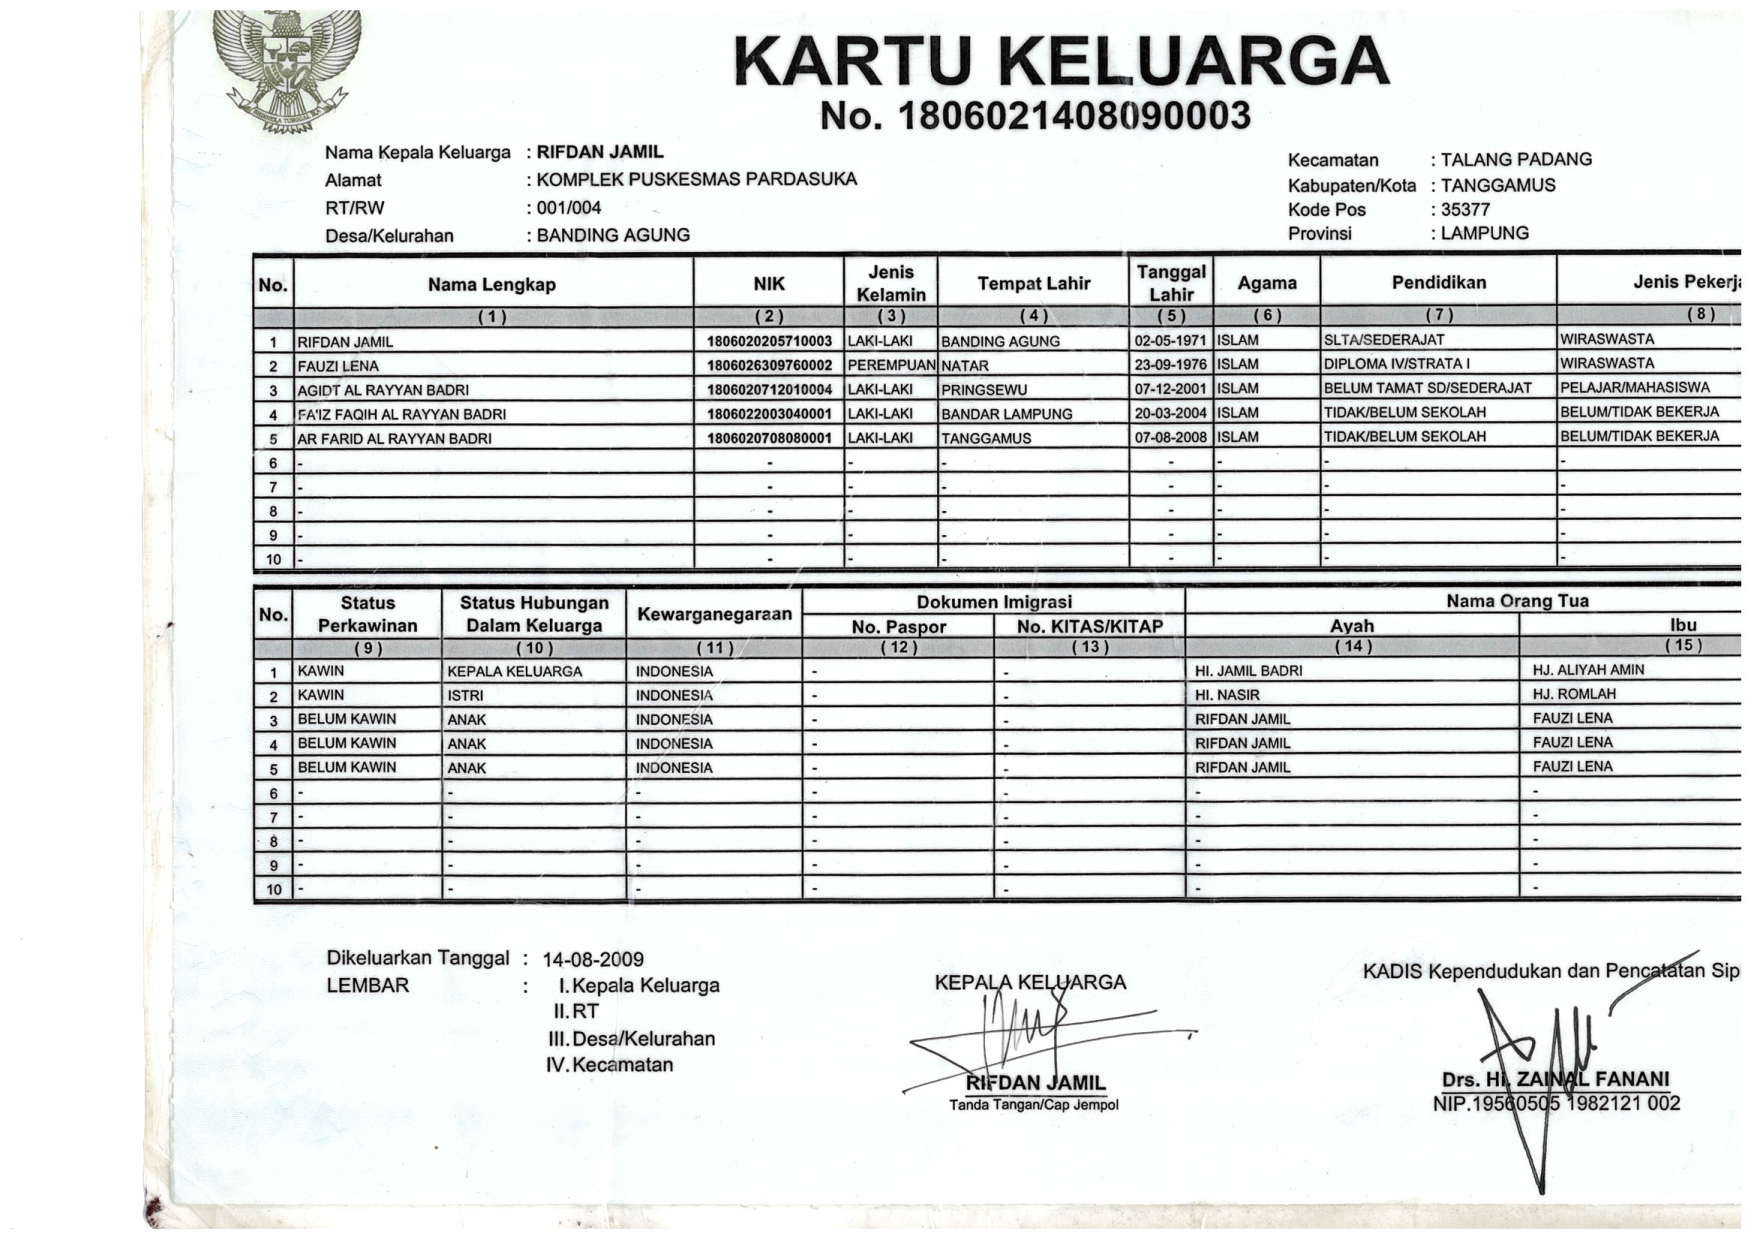 KARTU KELUARGA
No. 1806021408090003
Nama Kepala Keluarga : RIFDAN JAMIL
Alamat : KOMPLEK PUSKESMAS PARDASUKA
RT/RW : 001/004
Desa/Kelurahan : BANDING AGUNG
Kecamatan : TALANG PADANG
Kabupaten/Kota : TANGGAMUS
Kode Pos : 35377
Provinsi : LAMPUNG
No. Nama Lengkap NIK Jenis Kelamin Tempat Lahir Tanggal Lahir Agama Pendidikan Jenis Pekerja
(1) (2) (3) (4) (5) (6) (7) (8)
1 RIFDAN JAMIL 1806020205710003 LAKI-LAKI BANDING AGUNG 02-05-1971 ISLAM SLTA/SEDERAJAT WIRASWASTA
2 FAUZI LENA 1806026309760002 PEREMPUAN NATAR 23-09-1976 ISLAM DIPLOMA IV/STRATA I WIRASWASTA
3 AGIDT AL RAYYAN BADRI 1806020712010004 LAKI-LAKI PRINGSEWU 07-12-2001 ISLAM BELUM TAMAT SD/SEDERAJAT PELAJAR/MAHASISWA
4 FA'IZ FAQIH AL RAYYAN BADRI 1806022003040001 LAKI-LAKI BANDAR LAMPUNG 20-03-2004 ISLAM TIDAK/BELUM SEKOLAH BELUM/TIDAK BEKERJA
5 AR FARID AL RAYYAN BADRI 1806020708080001 LAKI-LAKI TANGGAMUS 07-08-2008 ISLAM TIDAK/BELUM SEKOLAH BELUM/TIDAK BEKERJA
6 - - - - - - - -
7 - - - - - - - -
8 - - - - - - - -
9 - - - - - - - -
10 - - - - - - - -
No. Status Perkawinan Status Hubungan Dalam Keluarga Kewarganegaraan Dokumen Imigrasi Nama Orang Tua
No. Paspor No. KITAS/KITAP Ayah Ibu
(9) (10) (11) (12) (13) (14) (15)
1 KAWIN KEPALA KELUARGA INDONESIA - - HI. JAMIL BADRI HJ. ALIYAH AMIN
2 KAWIN ISTRI INDONESIA - - HI. NASIR HJ. ROMLAH
3 BELUM KAWIN ANAK INDONESIA - - RIFDAN JAMIL FAUZI LENA
4 BELUM KAWIN ANAK INDONESIA - - RIFDAN JAMIL FAUZI LENA
5 BELUM KAWIN ANAK INDONESIA - - RIFDAN JAMIL FAUZI LENA
6 - - - - - - -
7 - - - - - - -
8 - - - - - - -
9 - - - - - - -
10 - - - - - - -
Dikeluarkan Tanggal : 14-08-2009
LEMBAR : I. Kepala Keluarga
II. RT
III. Desa/Kelurahan
IV. Kecamatan
KEPALA KELUARGA
RIFDAN JAMIL
Tanda Tangan/Cap Jempol
KADIS Kependudukan dan Pencatatan Sip
Drs. Hi. ZAINAL FANANI
NIP.19560505 1982121 002